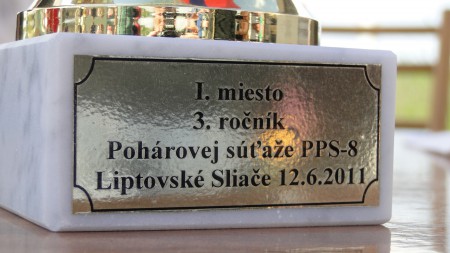 I. miesto
3. ročník
Pohárovej súťaže PPS-8
Liptovské Sliače 12.6.2011